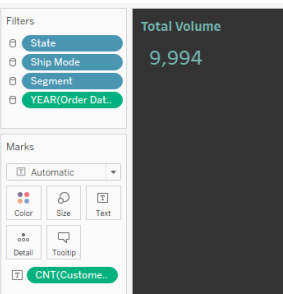 Filters
State
Ship Mode
Segment
YEAR(Order Dat..
Marks
Automatic
Color
Size
Text
Detail
Tooltip
CNT(Custome..
Total Volume
9,994